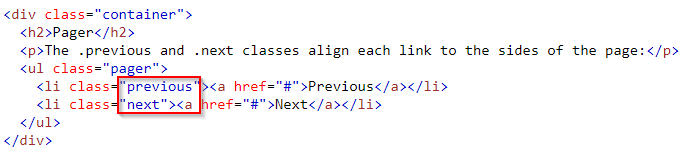 <div class="container">
<h2>Pager</h2>
<p>The .previous and .next classes align each link to the sides of the page:</p>
<ul class="pager">
<li class="previous"><a href="#">Previous</a></li>
<li class="next"><a href="#">Next</a></li>
</ul>
</div>